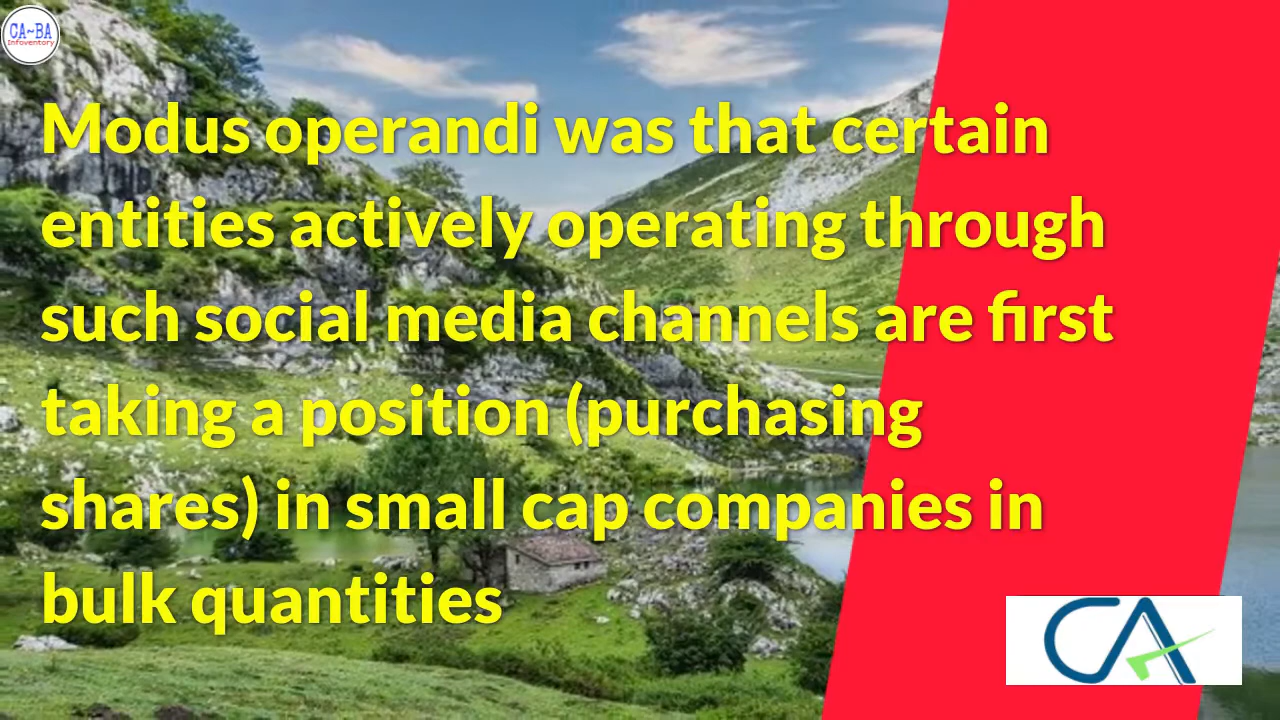 CA~BA
Infoventory
Modus operandi was that certain
entities actively operating through
such social media channels are first
taking a position (purchasing
shares) in small cap companies in
bulk quantities
CA